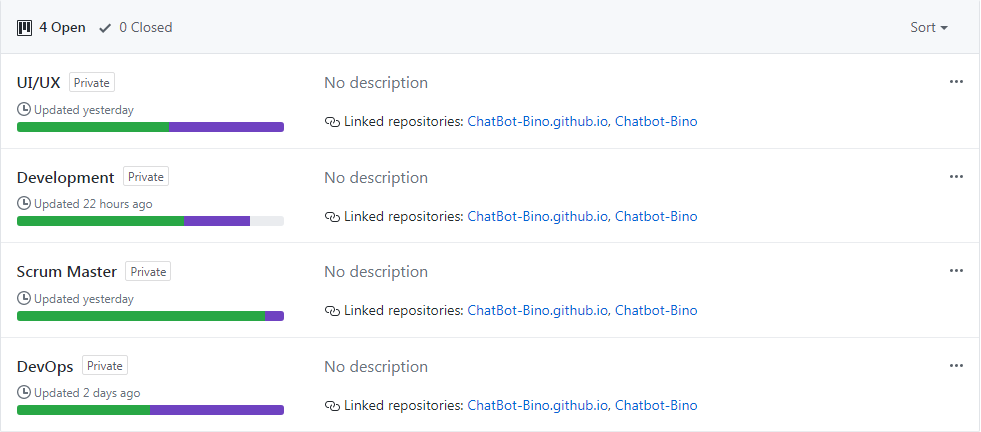 4 Open 0 Closed Sort
UI/UX Private No description
Updated yesterday
Linked repositories: ChatBot-Bino.github.io, Chatbot-Bino
Development Private No description
Updated 22 hours ago
Linked repositories: ChatBot-Bino.github.io, Chatbot-Bino
Scrum Master Private No description
Updated yesterday
Linked repositories: ChatBot-Bino.github.io, Chatbot-Bino
DevOps Private No description
Updated 2 days ago
Linked repositories: ChatBot-Bino.github.io, Chatbot-Bino